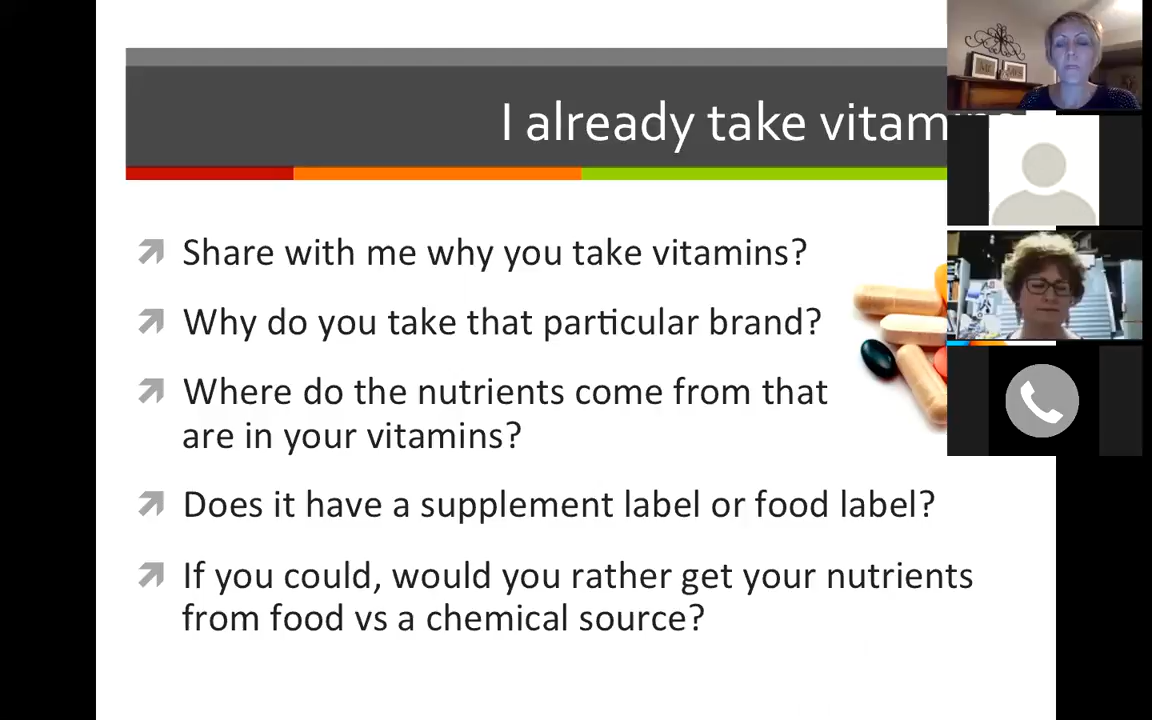 I already take vitam
Share with me why you take vitamins?
Why do you take that particular brand?
Where do the nutrients come from that
are in your vitamins?
Does it have a supplement label or food label?
If you could, would you rather get your nutrients
from food vs a chemical source?